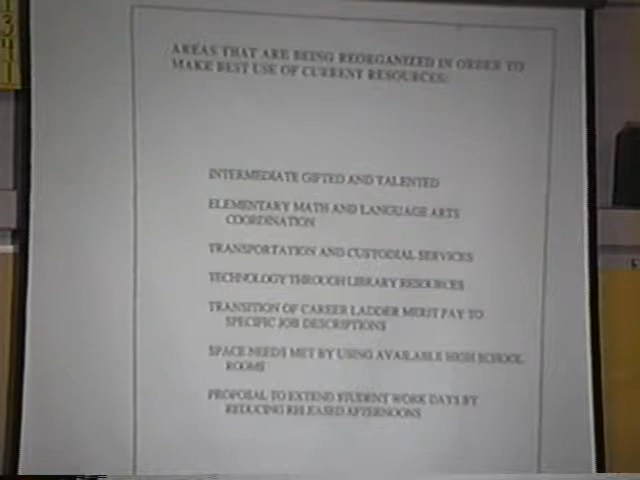 AREAS THAT ARE BEING REORGANIZED IN ORDER TO
MAKE BEST USE OF CURRENT RESOURCES:
INTERMEDIATE GIFTED AND TALENTED
ELEMENTARY MATH AND LANGUAGE ARTS
COORDINATION
TRANSPORTATION AND CUSTODIAL SERVICES
TECHNOLOGY THROUGH LIBRARY RESOURCES
TRANSITION OF CAREER LADDER MERIT PAY TO
SPECIFIC JOB DESCRIPTIONS
SPACE NEEDS MET BY USING AVAILABLE HIGH SCHOOL
ROOMS
PROPOSAL TO EXTEND STUDENT WORK DAYS BY
REDUCING RELEASED AFTERNOONS